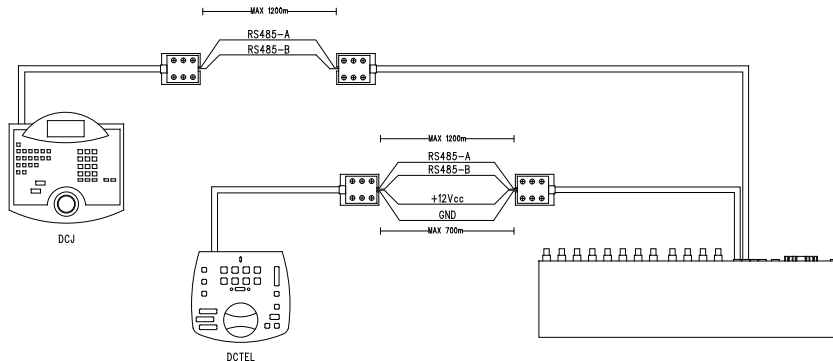 MAX 1200m
RS485-A
RS485-B
MAX 1200m
RS485-A
RS485-B
+12Vcc
GND
MAX 700m
DCJ
DCTEL